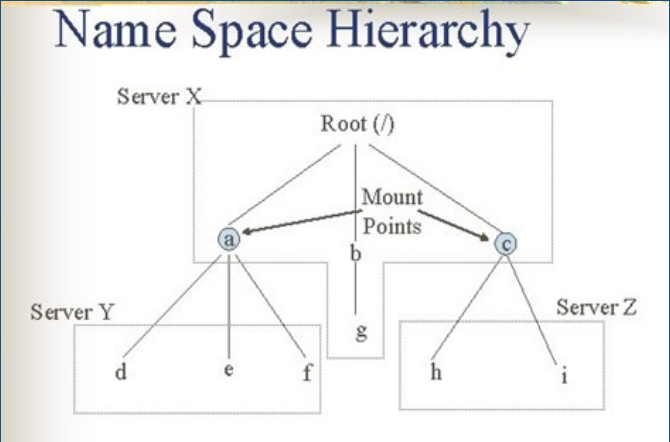 Name Space Hierarchy
Server X
Root (/)
Mount
Points
a
b
c
g
Server Y
Server Z
d
e
f
h
i